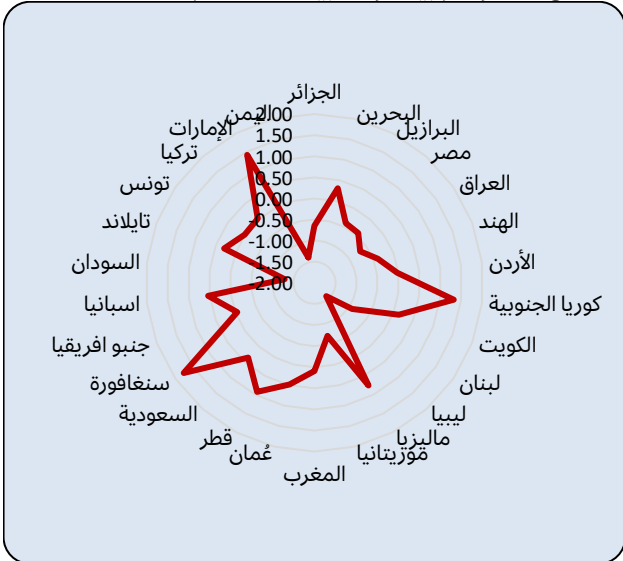 الجزائر
البحرين
البرازيل
مصر
العراق
الهند
الأردن
كوريا الجنوبية
الكويت
لبنان
ليبيا
ماليزيا
موريتانيا
المغرب
عُمان
قطر
السعودية
سنغافورة
جنبو افريقيا
اسبانيا
السودان
تايلاند
تونس
تركيا
الإمارات
اليمن
2.00
1.50
1.00
0.50
0.00
-0.50
-1.00
-1.50
-2.00